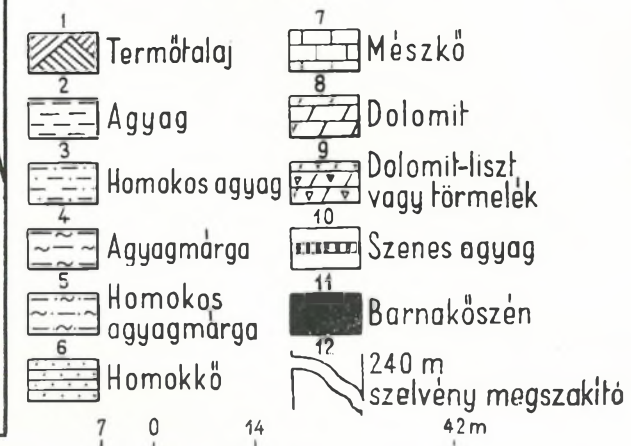 1
Termőtalaj
2
Agyag
3
Homokos agyag
4
Agyagmárga
5
Homokos
agyagmárga
6
Homokkő
7
Mészkő
8
Dolomit
9
Dolomit-liszt
vagy törmelék
10
Szenes agyag
11
Barnakőszén
12
240 m
szelvény megszakító
7 0 14 42m